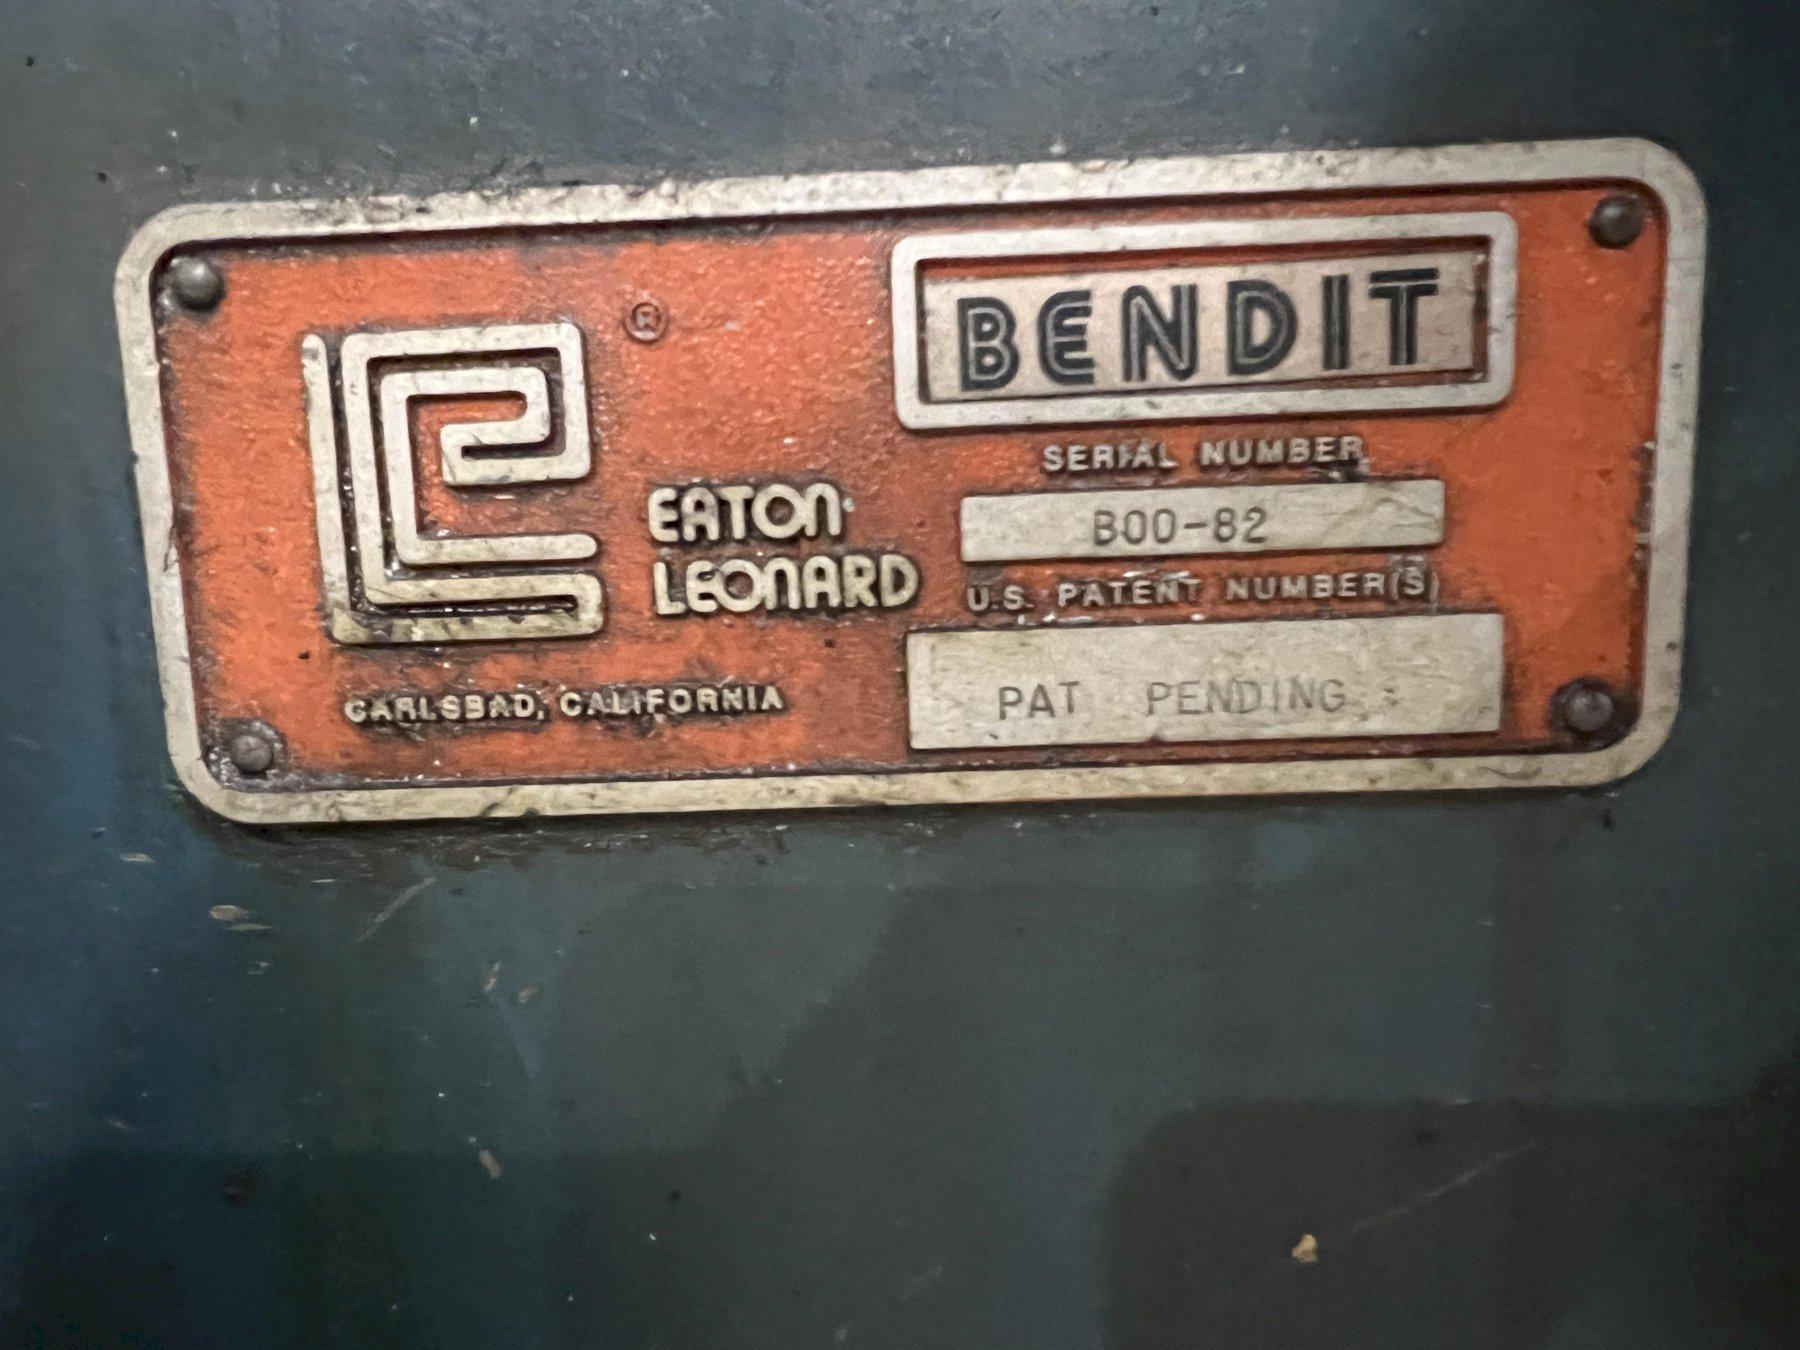 ®
BENDIT
SERIAL NUMBER
B00-82
EATON
LEONARD
U.S. PATENT NUMBER(S)
PAT PENDING
CARLSBAD, CALIFORNIA